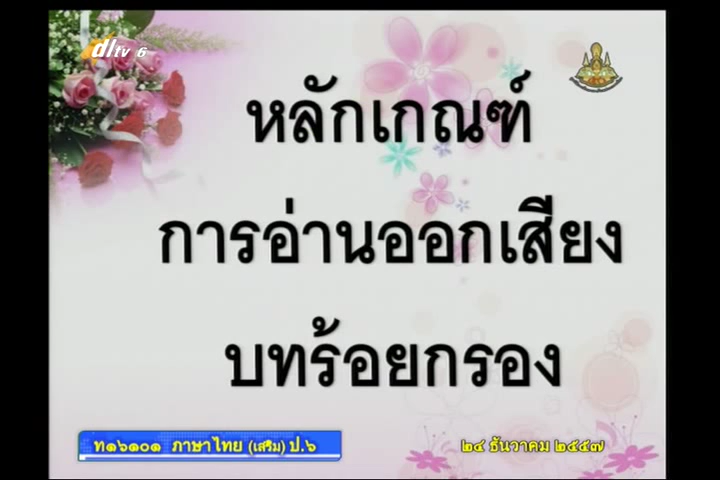 dltv 6
หลักเกณฑ์
การอ่านออกเสียง
บทร้อยกรอง
ท๑๖๑๐๑ ภาษาไทย (เสริม) ป.๖
๒๔ ธันวาคม ๒๕๕๗